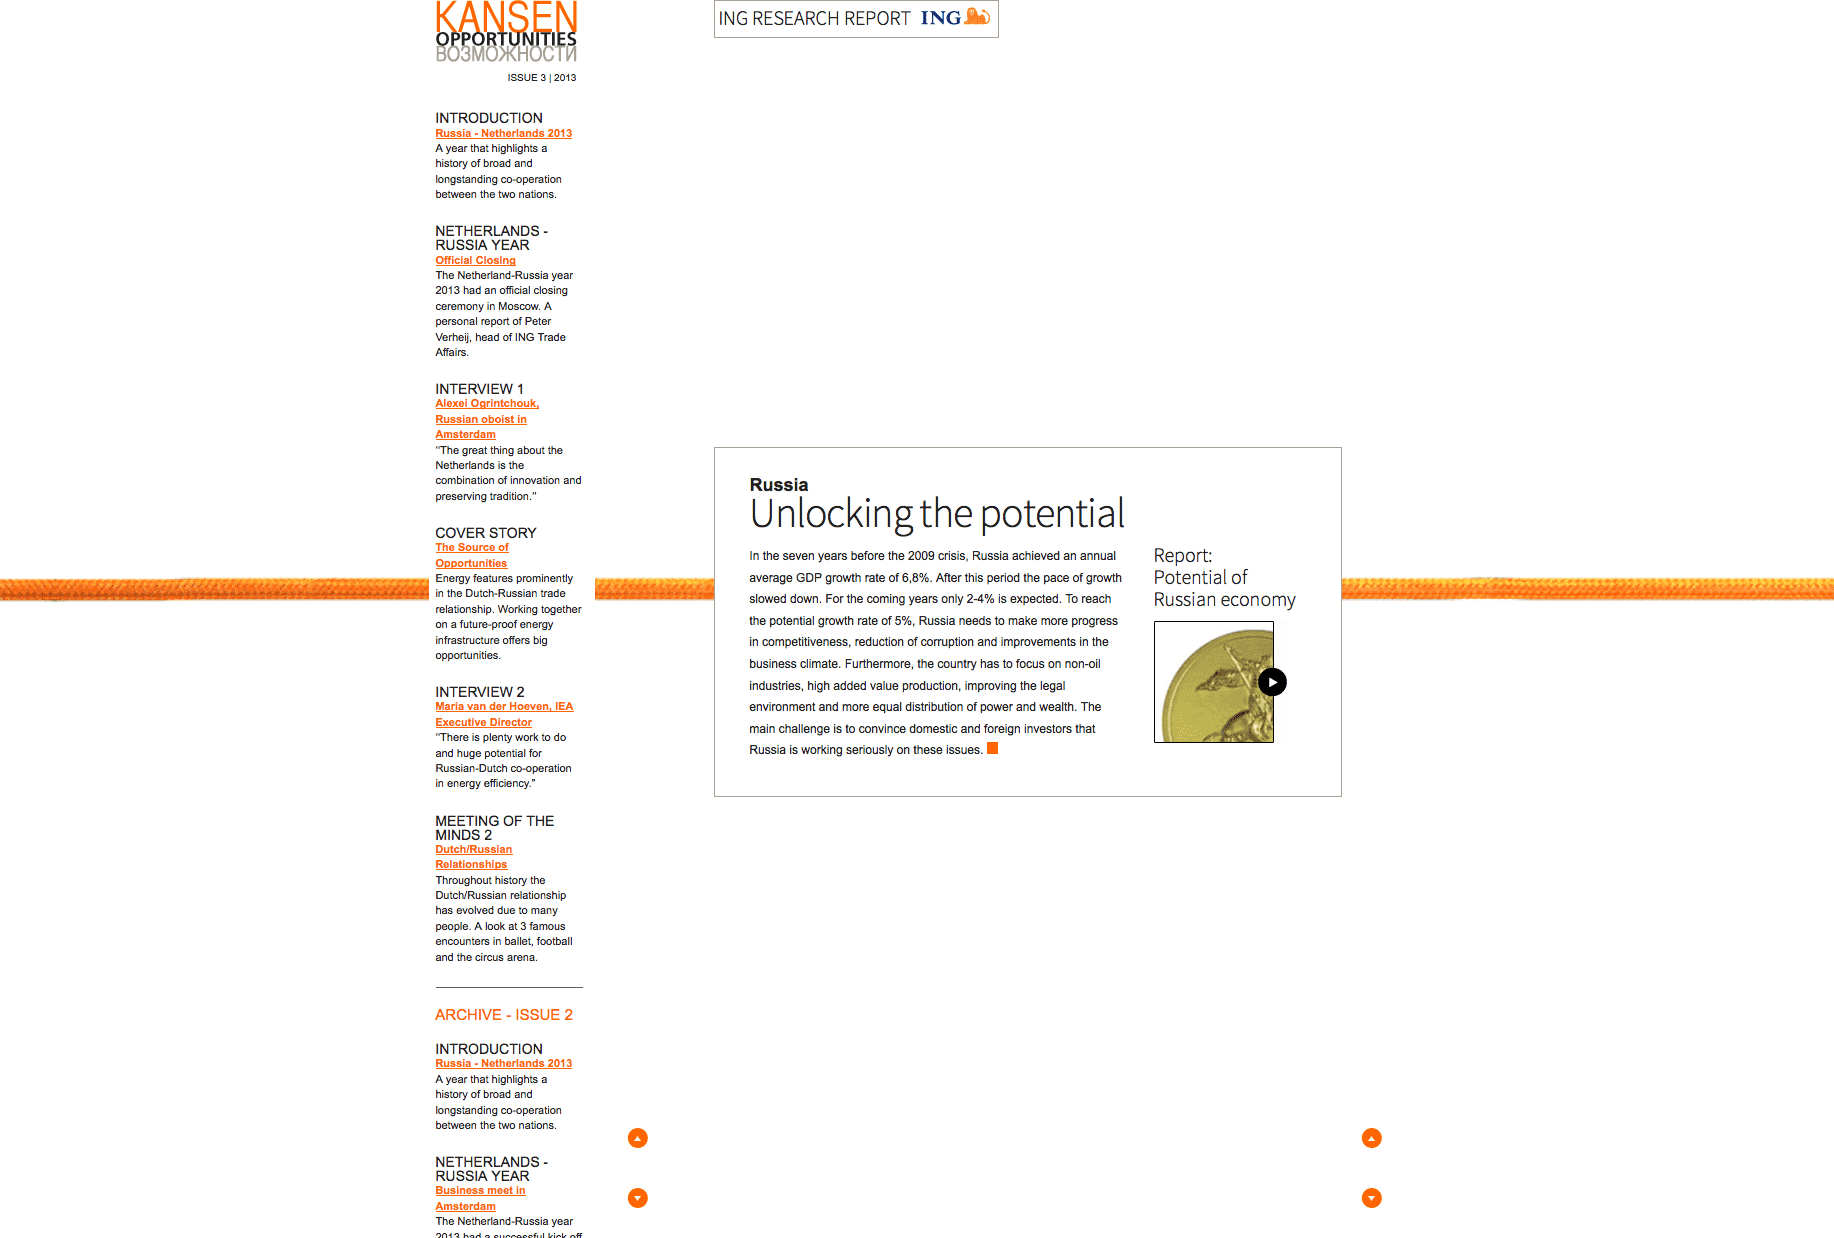 KANSEN
OPPORTUNITIES
ВОЗМОЖНОСТИ
ISSUE 3 | 2013
INTRODUCTION
Russia - Netherlands 2013
A year that highlights a
history of broad and
longstanding co-operation
between the two nations.
NETHERLANDS -
RUSSIA YEAR
Official Closing
The Netherland-Russia year
2013 had an official closing
ceremony in Moscow. A
personal report of Peter
Verheij, head of ING Trade
Affairs.
INTERVIEW 1
Alexei Ogrintchouk,
Russian oboist in
Amsterdam
"The great thing about the
Netherlands is the
combination of innovation and
preserving tradition."
COVER STORY
The Source of
Opportunities
Energy features prominently
in the Dutch-Russian trade
relationship. Working together
on a future-proof energy
infrastructure offers big
opportunities.
INTERVIEW 2
Maria van der Hoeven, IEA
Executive Director
"There is plenty work to do
and huge potential for
Russian-Dutch co-operation
in energy efficiency."
MEETING OF THE
MINDS 2
Dutch/Russian
Relationships
Throughout history the
Dutch/Russian relationship
has evolved due to many
people. A look at 3 famous
encounters in ballet, football
and the circus arena.
ARCHIVE - ISSUE 2
INTRODUCTION
Russia - Netherlands 2013
A year that highlights a
history of broad and
longstanding co-operation
between the two nations.
NETHERLANDS -
RUSSIA YEAR
Business meet in
Amsterdam
The Netherland-Russia year
2013 had a successful kick off
ING RESEARCH REPORT ING
Russia
Unlocking the potential
In the seven years before the 2009 crisis, Russia achieved an annual
average GDP growth rate of 6,8%. After this period the pace of growth
slowed down. For the coming years only 2-4% is expected. To reach
the potential growth rate of 5%, Russia needs to make more progress
in competitiveness, reduction of corruption and improvements in the
business climate. Furthermore, the country has to focus on non-oil
industries, high added value production, improving the legal
environment and more equal distribution of power and wealth. The
main challenge is to convince domestic and foreign investors that
Russia is working seriously on these issues.
Report:
Potential of
Russian economy